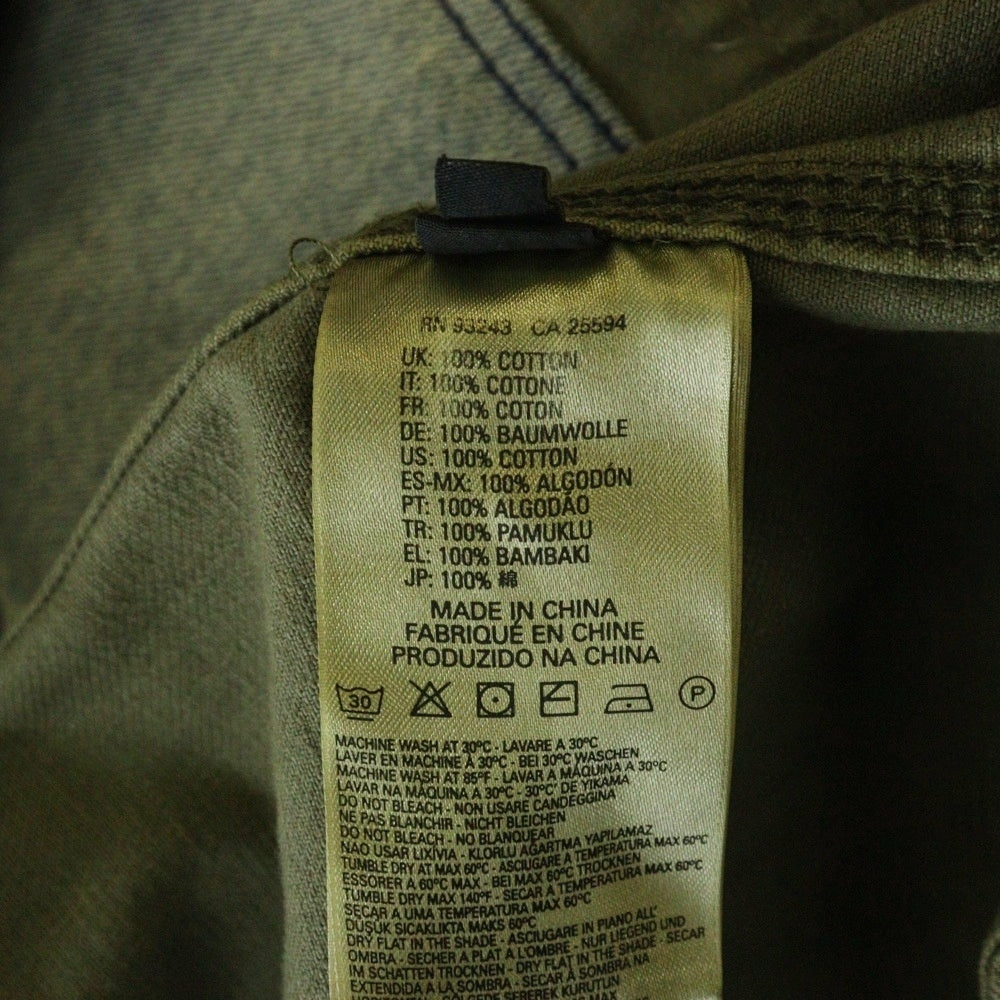 RN 93243 CA 25594
UK: 100% COTTON
IT: 100% COTONE
FR: 100% COTON
DE: 100% BAUMWOLLE
US: 100% COTTON
ES-MX: 100% ALGODÓN
PT: 100% ALGODÃO
TR: 100% PAMUKLU
EL: 100% BAMBAKI
JP: 100% 綿
MADE IN CHINA
FABRIQUÉ EN CHINE
PRODUZIDO NA CHINA
30
P
MACHINE WASH AT 30°C - LAVARE A 30°C
LAVER EN MACHINE À 30°C - BEI 30°C WASCHEN
MACHINE WASH AT 85°F - LAVAR A MÁQUINA A 30°C
LAVAR NA MÁQUINA A 30°C - 30°C' DE YIKAMA
DO NOT BLEACH - NON USARE CANDEGGINA
NE PAS BLANCHIR - NICHT BLEICHEN
DO NOT BLEACH - NO BLANQUEAR
NAO USAR LIXÍVIA - KLORLU AGARTMA YAPILAMAZ
TUMBLE DRY AT MAX 60°C - ASCIUGARE A TEMPERATURA MAX 60°C
ESSORER A 60°C MAX - BEI MAX 60°C TROCKNEN
TUMBLE DRY MAX 140°F - SECAR A TEMPERATURA MAX 60°C
SECAR A UMA TEMPERATURA MAX 60°C
DÜŞÜK SICAKLIKTA MAKS 60°C
DRY FLAT IN THE SHADE - ASCIUGARE IN PIANO ALL'
OMBRA - SECHER A PLAT A L'OMBRE - NUR LIEGEND UND
IM SCHATTEN TROCKNEN - DRY FLAT IN THE SHADE - SECAR
EXTENDIDA A LA SOMBRA - SECAR À SOMBRA NA
GÖLGEDE SEREREK KURUTUN
MAX